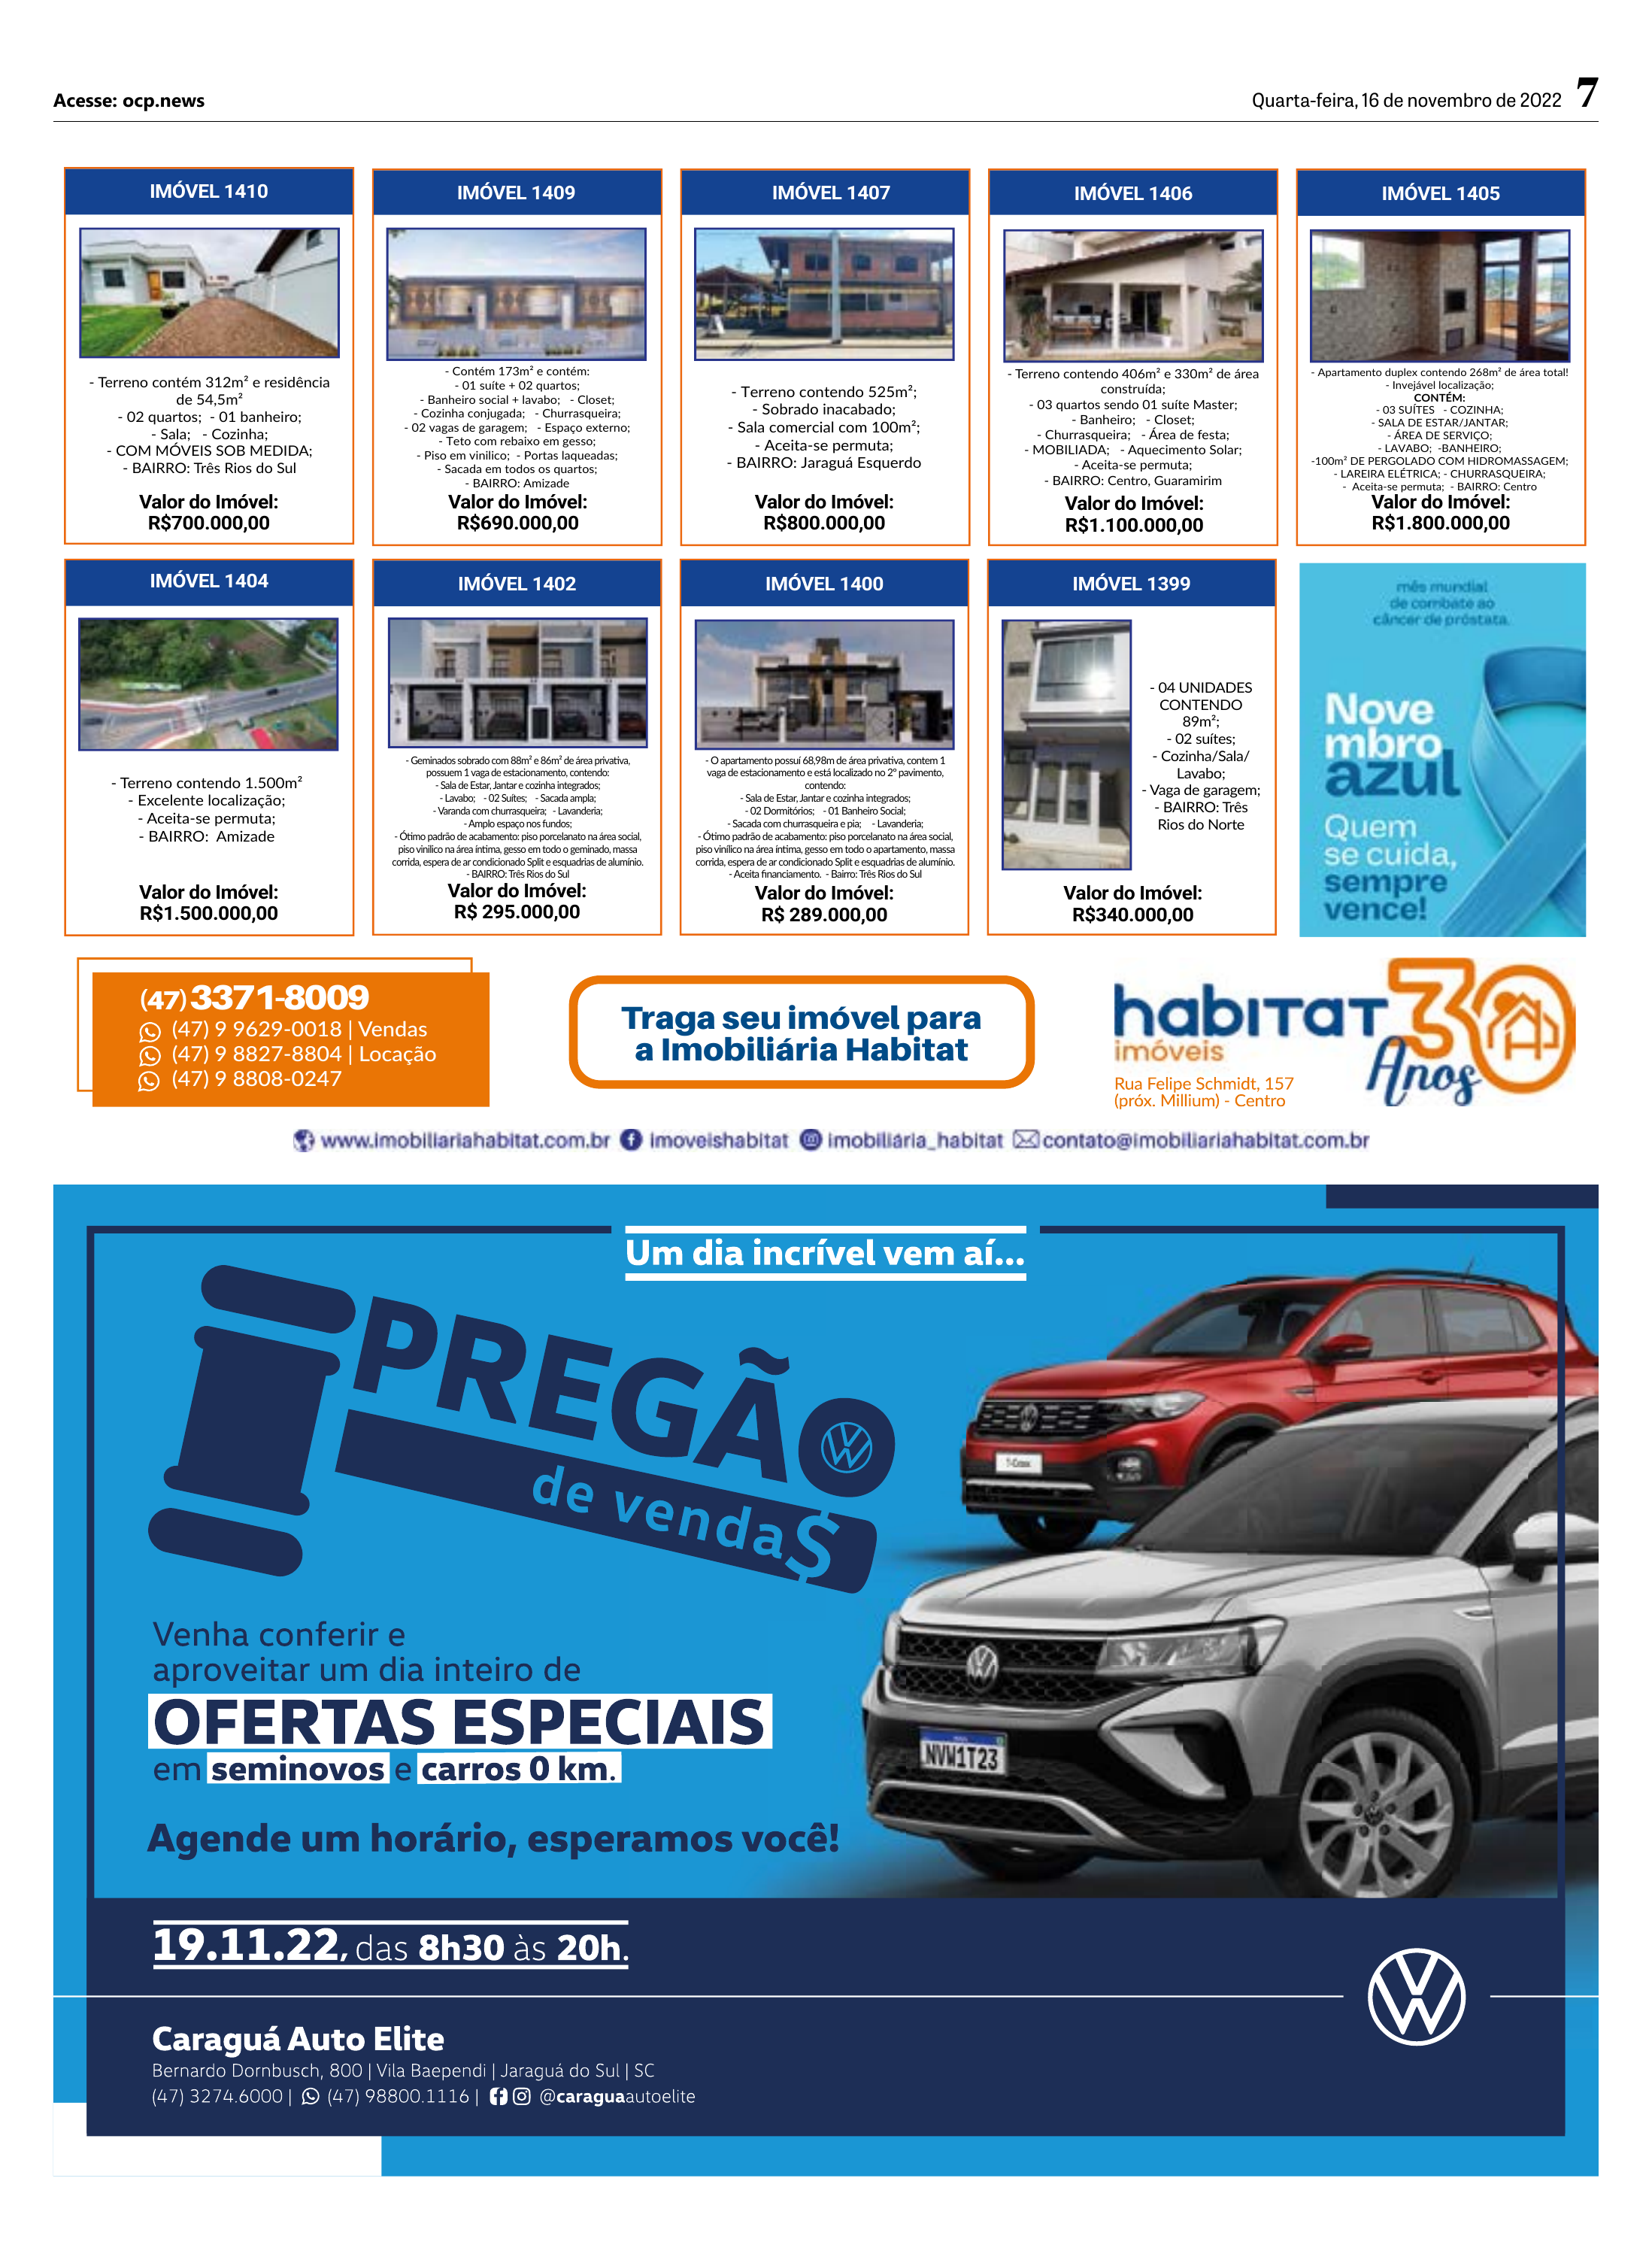 Acesse: ocp.news
Quarta-feira, 16 de novembro de 2022 7
IMÓVEL 1410
- Terreno contém 312m² e residência
de 54,5m²
- 02 quartos; - 01 banheiro;
- Sala; - Cozinha;
- COM MÓVEIS SOB MEDIDA;
- BAIRRO: Três Rios do Sul
Valor do Imóvel:
R$700.000,00
IMÓVEL 1409
- Contém 173m² e contém:
- 01 suíte + 02 quartos;
- Banheiro social + lavabo; - Closet;
- Cozinha conjugada; - Churrasqueira;
- 02 vagas de garagem; - Espaço externo;
- Teto com rebaixo em gesso;
- Piso em vinilico; - Portas laqueadas;
- Sacada em todos os quartos;
- BAIRRO: Amizade
Valor do Imóvel:
R$690.000,00
IMÓVEL 1407
- Terreno contendo 525m²;
- Sobrado inacabado;
- Sala comercial com 100m²;
- Aceita-se permuta;
- BAIRRO: Jaraguá Esquerdo
Valor do Imóvel:
R$800.000,00
IMÓVEL 1406
- Terreno contendo 406m² e 330m² de área
construída;
- 03 quartos sendo 01 suíte Master;
- Banheiro; - Closet;
- Churrasqueira; - Área de festa;
- MOBILIADA; - Aquecimento Solar;
- Aceita-se permuta;
- BAIRRO: Centro, Guaramirim
Valor do Imóvel:
R$1.100.000,00
IMÓVEL 1405
- Apartamento duplex contendo 268m² de área total!
- Invejável localização;
CONTÉM:
- 03 SUÍTES - COZINHA;
- SALA DE ESTAR/JANTAR;
- ÁREA DE SERVIÇO;
- LAVABO; -BANHEIRO;
-100m² DE PERGOLADO COM HIDROMASSAGEM;
- LAREIRA ELÉTRICA; - CHURRASQUEIRA;
- Aceita-se permuta; - BAIRRO: Centro
Valor do Imóvel:
R$1.800.000,00
IMÓVEL 1404
- Terreno contendo 1.500m²
- Excelente localização;
- Aceita-se permuta;
- BAIRRO: Amizade
Valor do Imóvel:
R$1.500.000,00
IMÓVEL 1402
- Geminados sobrado com 88m² e 86m² de área privativa,
possuem 1 vaga de estacionamento, contendo:
- Sala de Estar, Jantar e cozinha integrados;
- Lavabo; - 02 Suítes; - Sacada ampla;
- Varanda com churrasqueira; - Lavanderia;
- Amplo espaço nos fundos;
- Ótimo padrão de acabamento: piso porcelanato na área social,
piso vinilico na área íntima, gesso em todo o geminado, massa
corrida, espera de ar condicionado Split e esquadrias de alumínio.
- BAIRRO: Três Rios do Sul
Valor do Imóvel:
R$ 295.000,00
IMÓVEL 1400
- O apartamento possuí 68,98m de área privativa, contem 1
vaga de estacionamento e está localizado no 2º pavimento,
contendo:
- Sala de Estar, Jantar e cozinha integrados;
- 02 Dormitórios; - 01 Banheiro Social;
- Sacada com churrasqueira e pia; - Lavanderia;
- Ótimo padrão de acabamento: piso porcelanato na área social,
piso vinílico na área íntima, gesso em todo o apartamento, massa
corrida, espera de ar condicionado Split e esquadrias de alumínio.
- Aceita financiamento. - Bairro: Três Rios do Sul
Valor do Imóvel:
R$ 289.000,00
IMÓVEL 1399
- 04 UNIDADES
CONTENDO
89m²;
- 02 suítes;
- Cozinha/Sala/
Lavabo;
- Vaga de garagem;
- BAIRRO: Três
Rios do Norte
Valor do Imóvel:
R$340.000,00
mês mundial
de combate ao
câncer de próstata.
Nove
mbro
azul
Quem
se cuida,
sempre
vence!
(47) 3371-8009
(47) 9 9629-0018 | Vendas
(47) 9 8827-8804 | Locação
(47) 9 8808-0247
Traga seu imóvel para
a Imobiliária Habitat
habitat 30
imóveis Anos
Rua Felipe Schmidt, 157
(próx. Millium) - Centro
www.imobiliariahabitat.com.br imoveishabitat imobiliária_habitat contato@imobiliariahabitat.com.br
Um dia incrível vem aí...
PREGÃO
de venda$
T-Cross
Venha conferir e
aproveitar um dia inteiro de
OFERTAS ESPECIAIS
em seminovos e carros 0 km.
NVW1T23
Agende um horário, esperamos você!
19.11.22, das 8h30 às 20h.
Caraguá Auto Elite
Bernardo Dornbusch, 800 | Vila Baependi | Jaraguá do Sul | SC
(47) 3274.6000 | (47) 98800.1116 | @caraguaautoelite